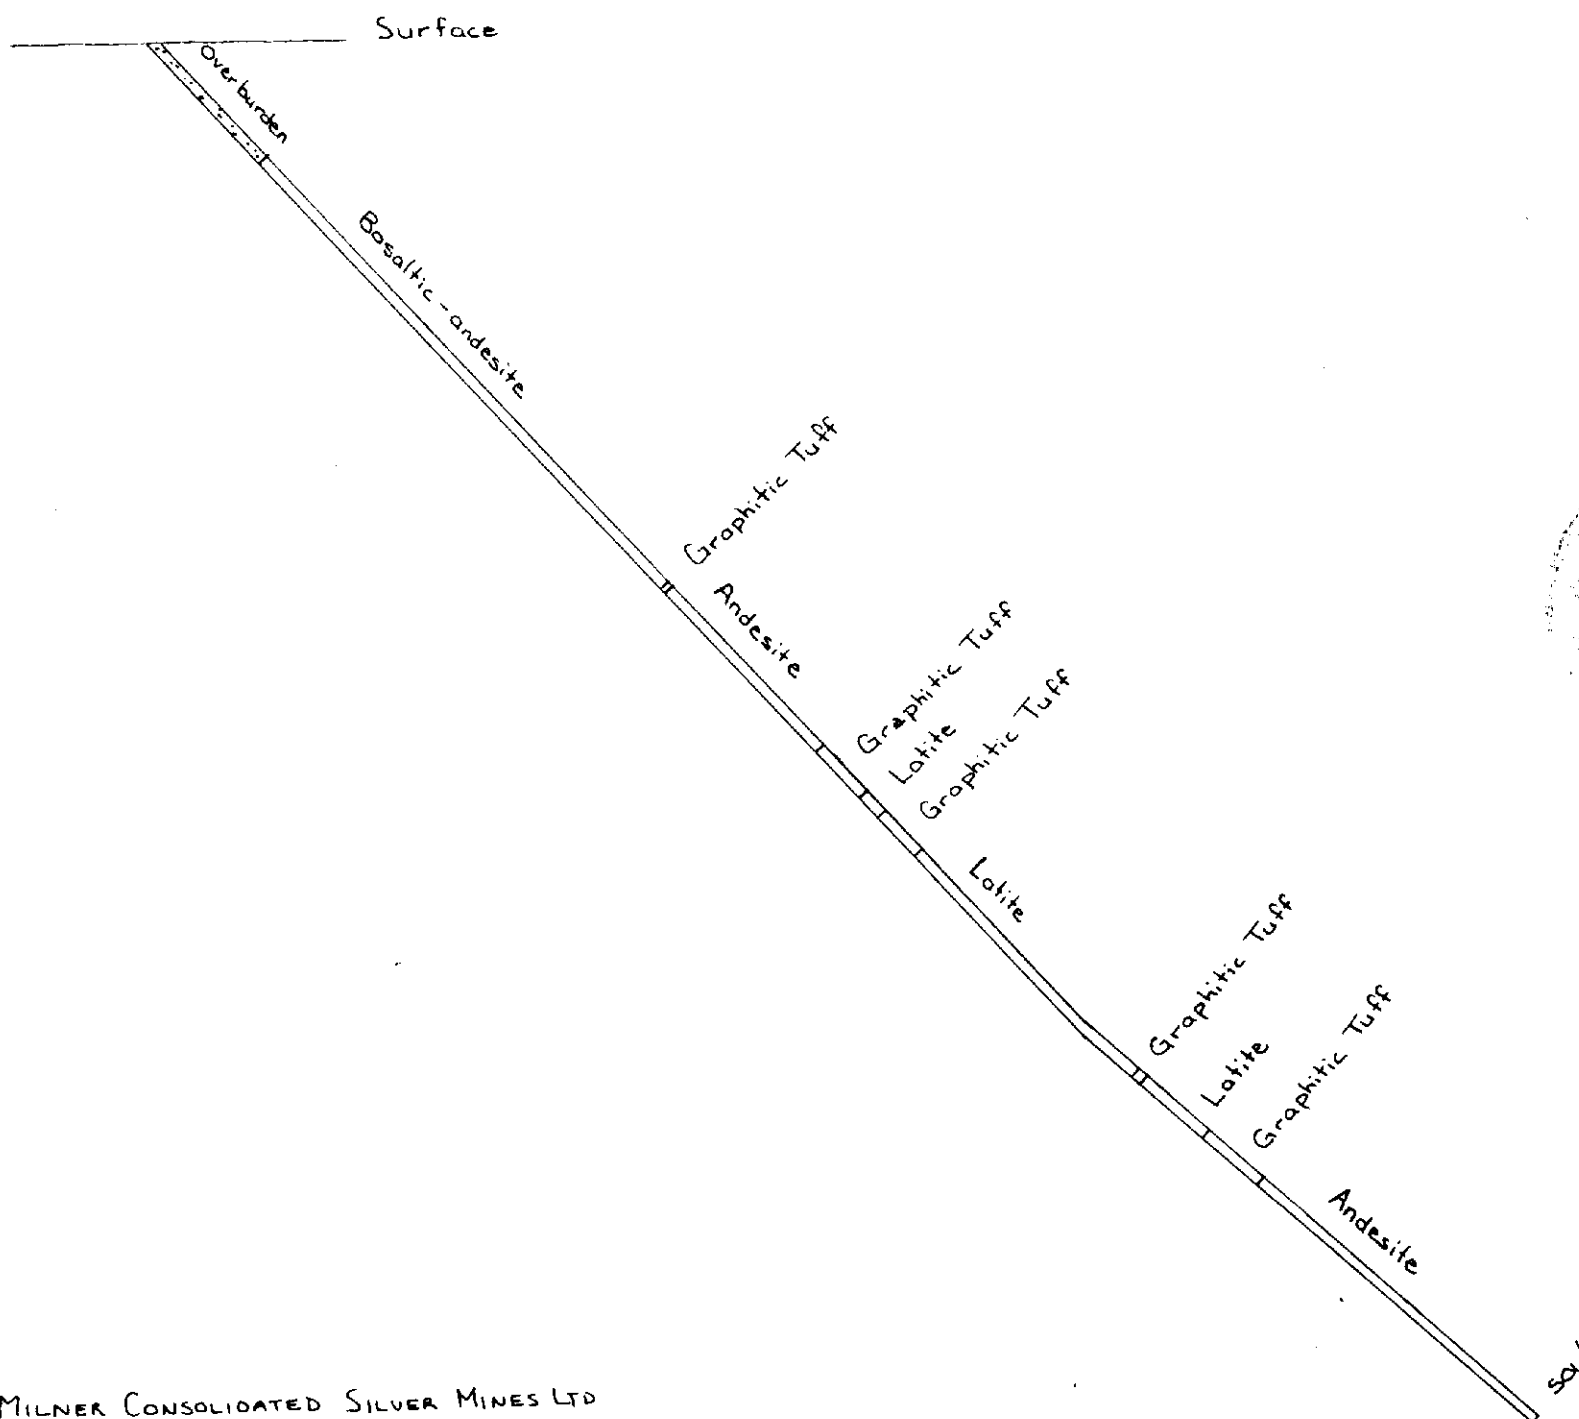 Surface
Overburden
Basaltic-andesite
Graphitic Tuff
Andesite
Graphitic Tuff
Latite
Graphitic Tuff
Latite
Graphitic Tuff
Latite
Graphitic Tuff
Andesite
MILNER CONSOLIDATED SILVER MINES LTD